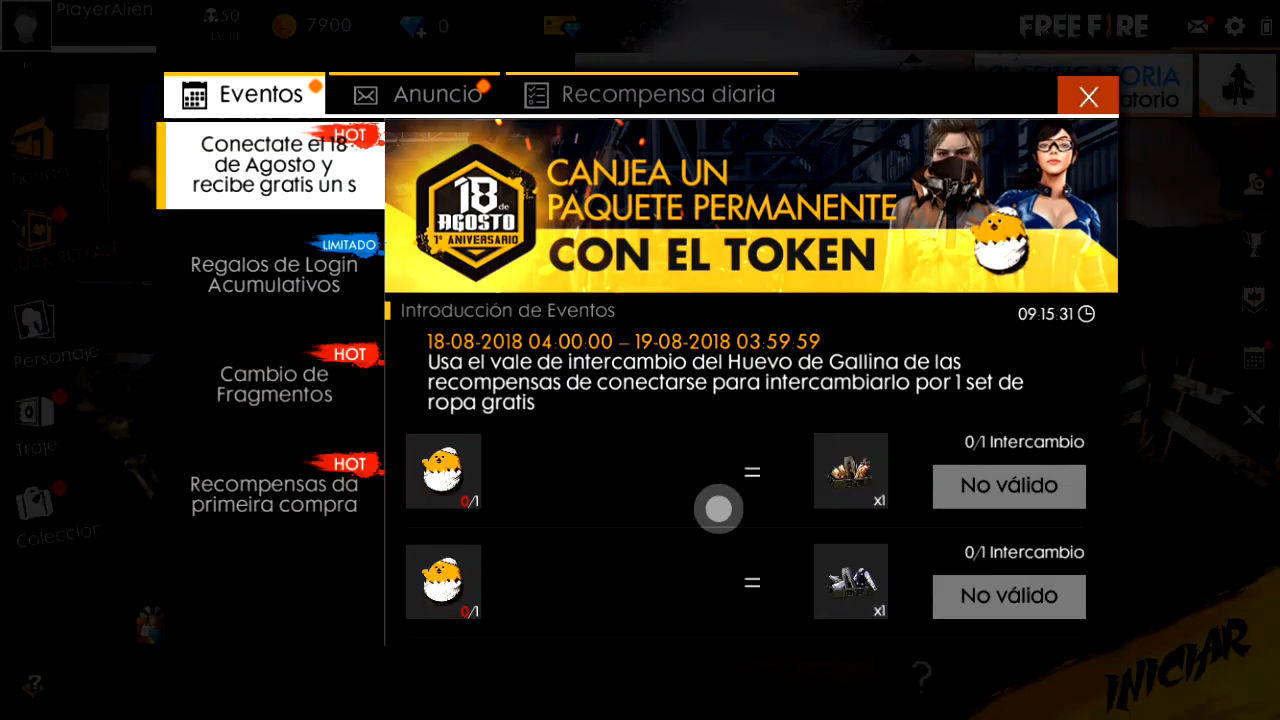 PlayerAlien
50
LV. III
7900
0
FREE FIRE
Eventos
Anuncio
Recompensa diaria
HOT
Conectate el 18
de Agosto y
recibe gratis un s
LIMITADO
Regalos de Login
Acumulativos
HOT
Cambio de
Fragmentos
HOT
Recompensas da
primeira compra
18 de
AGOSTO
1° ANIVERSARIO
CANJEA UN
PAQUETE PERMANENTE
CON EL TOKEN
Introducción de Eventos
09:15:31
18-08-2018 04:00:00 – 19-08-2018 03:59:59
Usa el vale de intercambio del Huevo de Gallina de las
recompensas de conectarse para intercambiarlo por 1 set de
ropa gratis
0/1
=
x1
0/1 Intercambio
No válido
0/1
=
x1
0/1 Intercambio
No válido
Personaje
Traje
Coleccion
INICIAR
?
?